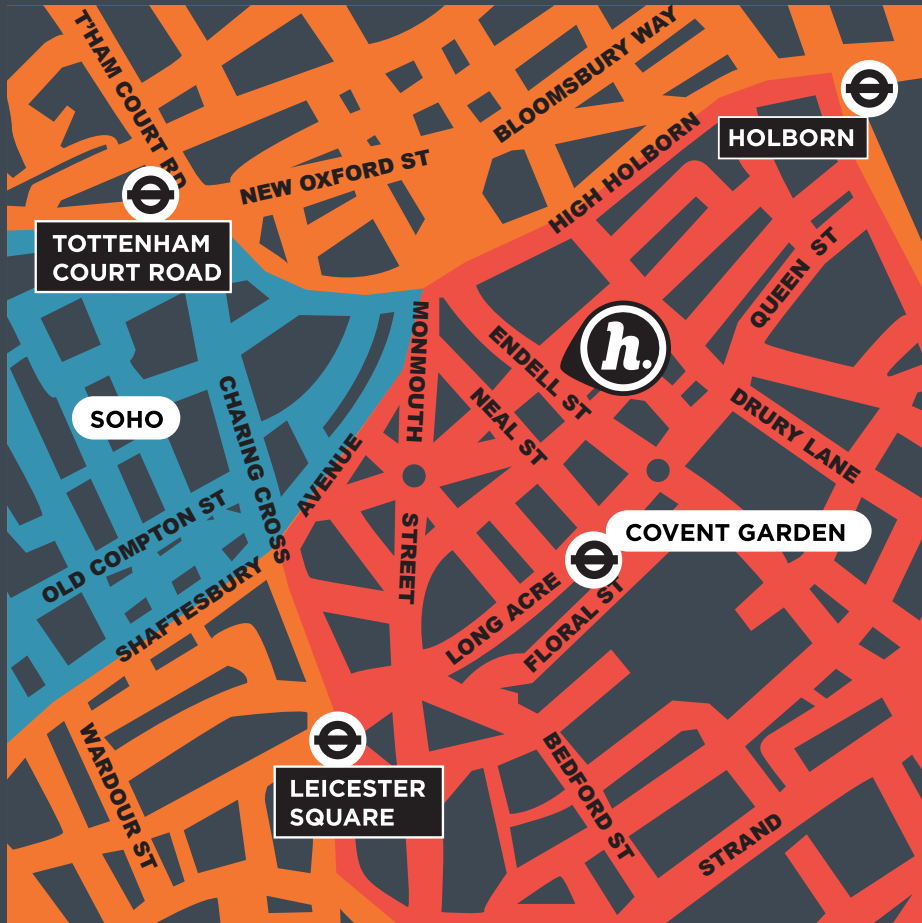 T'HAM COURT RD
BLOOMSBURY WAY
HOLBORN
NEW OXFORD ST
HIGH HOLBORN
TOTTENHAM
COURT ROAD
QUEEN ST
h.
MONMOUTH
STREET
ENDELL ST
NEAL ST
DRURY LANE
SOHO
CHARING CROSS
SHAFTESBURY
AVENUE
OLD COMPTON ST
COVENT GARDEN
LONG ACRE
FLORAL ST
WARDOUR ST
LEICESTER
SQUARE
BEDFORD ST
STRAND